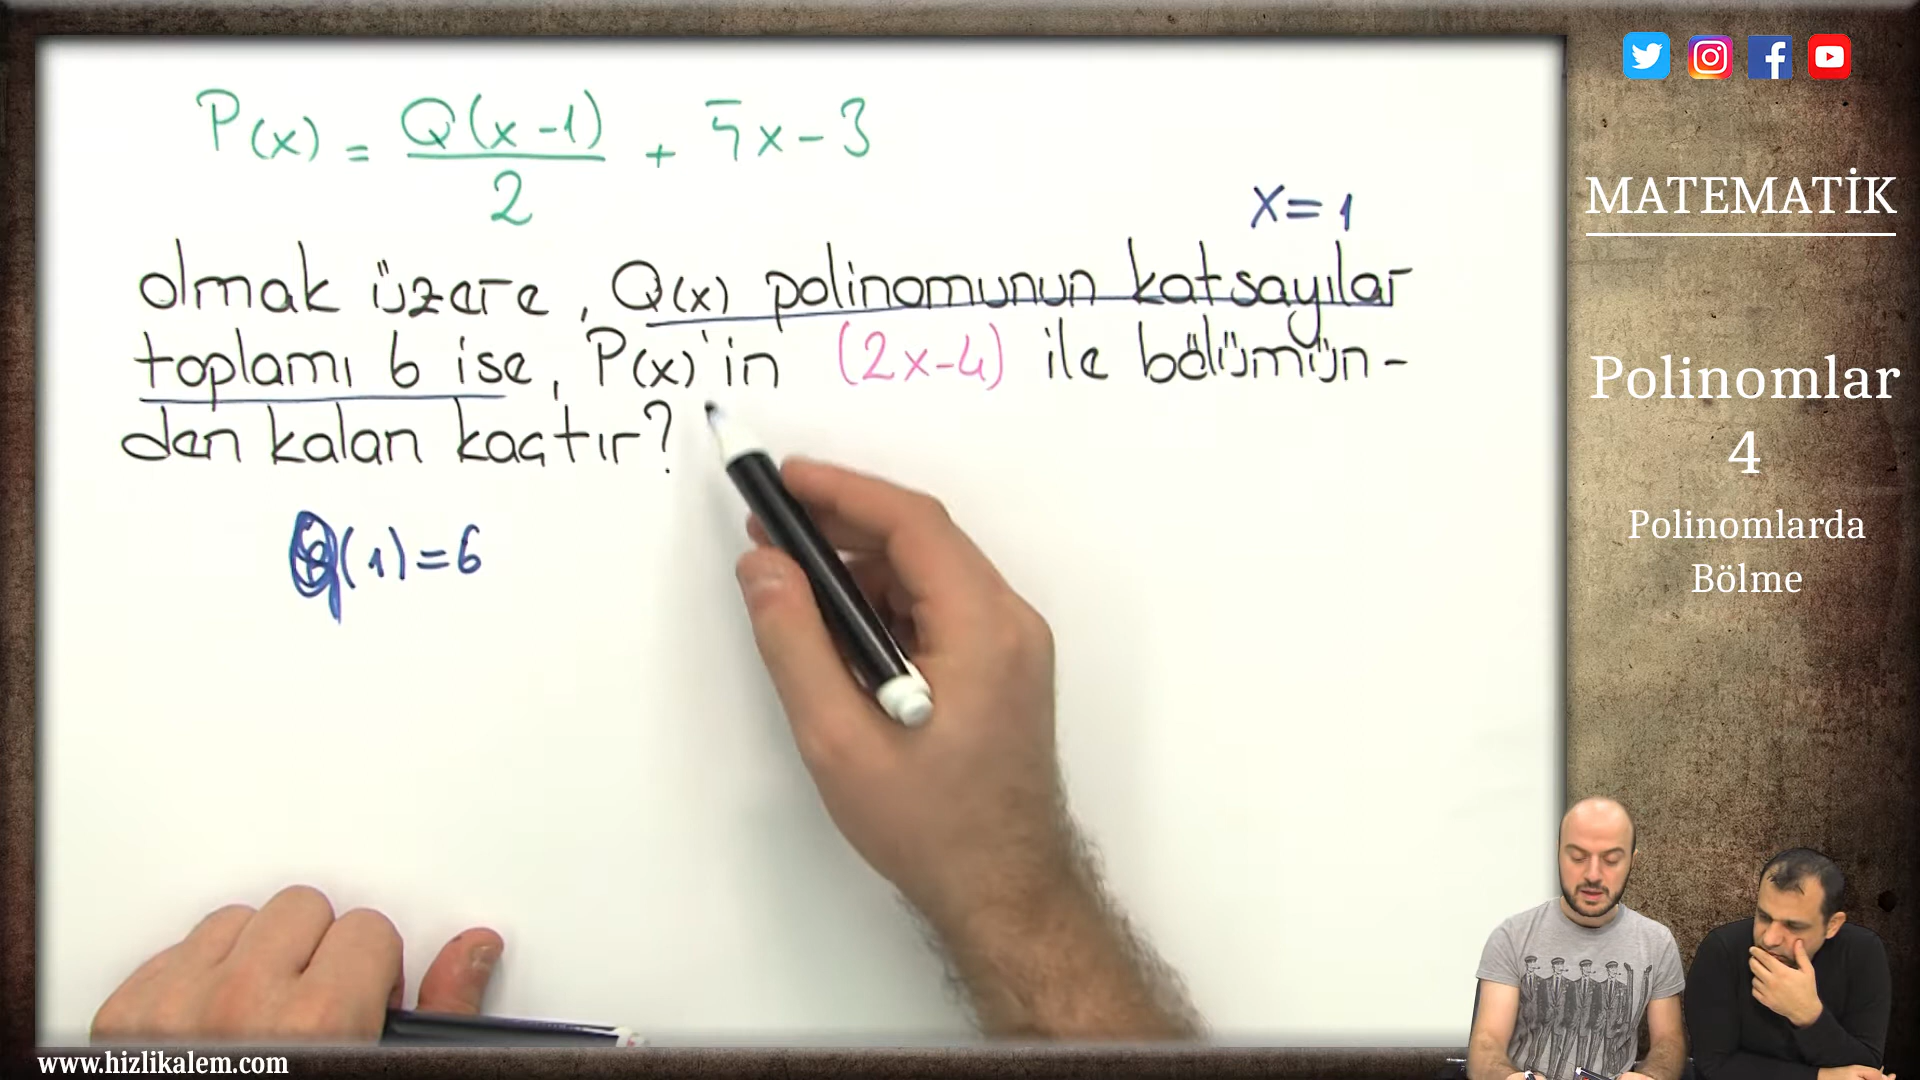 P(x) = Q(x-1)/2 + 5x-3
x=1
olmak üzere, Q(x) polinomunun katsayılar
toplamı 6 ise, P(x)'in (2x-4) ile bölümün-
den kalan kaçtır?
Q(1)=6
MATEMATİK
Polinomlar
4
Polinomlarda
Bölme
www.hizlikalem.com